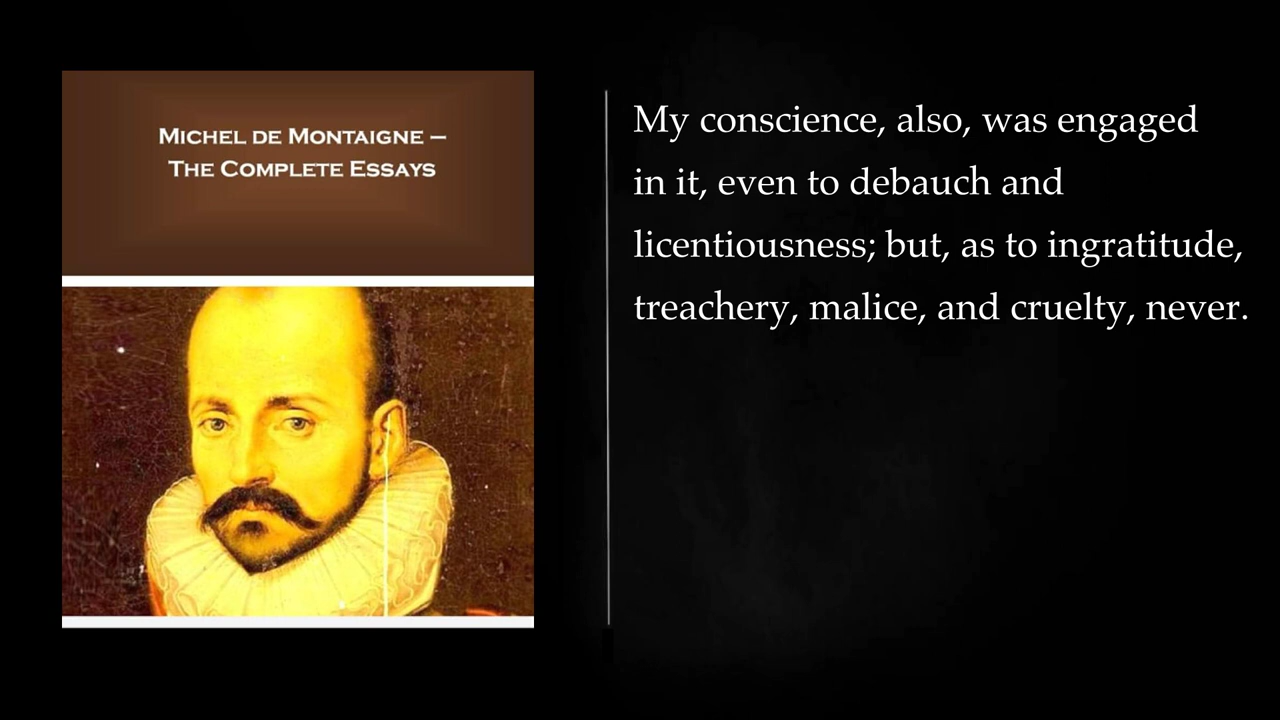 MICHEL DE MONTAIGNE –
THE COMPLETE ESSAYS
My conscience, also, was engaged
in it, even to debauch and
licentiousness; but, as to ingratitude,
treachery, malice, and cruelty, never.